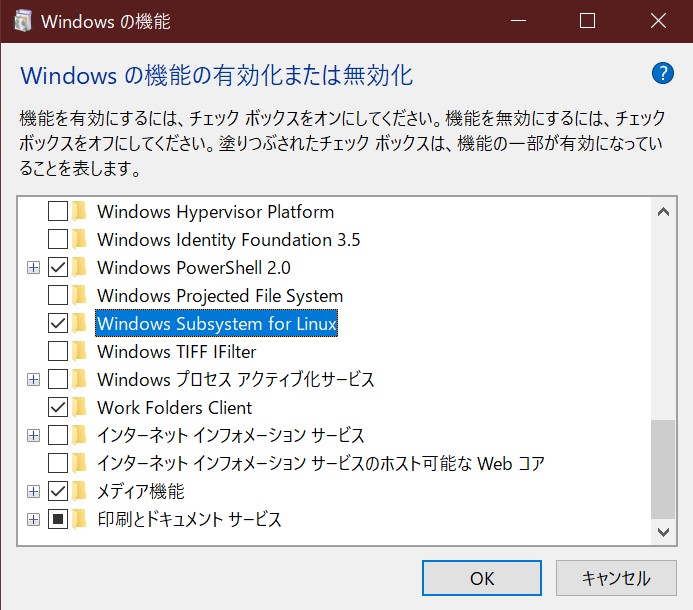 Windows の機能
Windows の機能の有効化または無効化
?
機能を有効にするには、チェック ボックスをオンにしてください。機能を無効にするには、チェック
ボックスをオフにしてください。塗りつぶされたチェック ボックスは、機能の一部が有効になってい
ることを表します。
Windows Hypervisor Platform
Windows Identity Foundation 3.5
Windows PowerShell 2.0
Windows Projected File System
Windows Subsystem for Linux
Windows TIFF IFilter
Windows プロセス アクティブ化サービス
Work Folders Client
インターネット インフォメーション サービス
インターネット インフォメーション サービスのホスト可能な Web コア
メディア機能
印刷とドキュメント サービス
OK
キャンセル